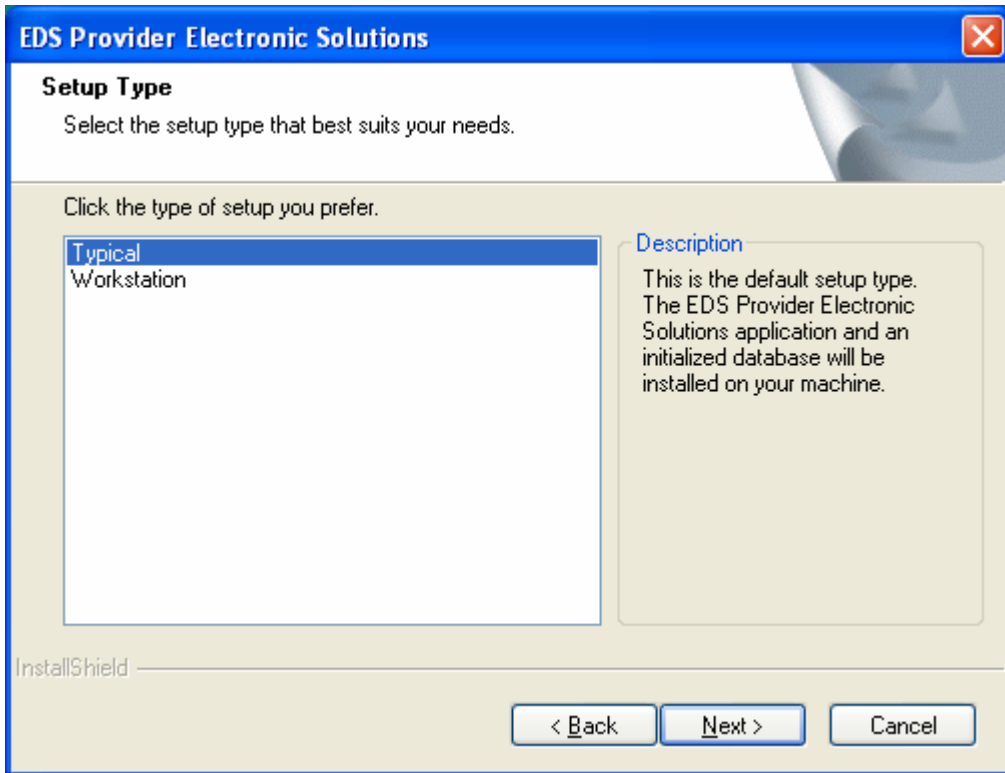 EDS Provider Electronic Solutions
Setup Type
Select the setup type that best suits your needs.
Click the type of setup you prefer.
Typical
Workstation
Description
This is the default setup type.
The EDS Provider Electronic
Solutions application and an
initialized database will be
installed on your machine.
InstallShield
< Back
Next >
Cancel